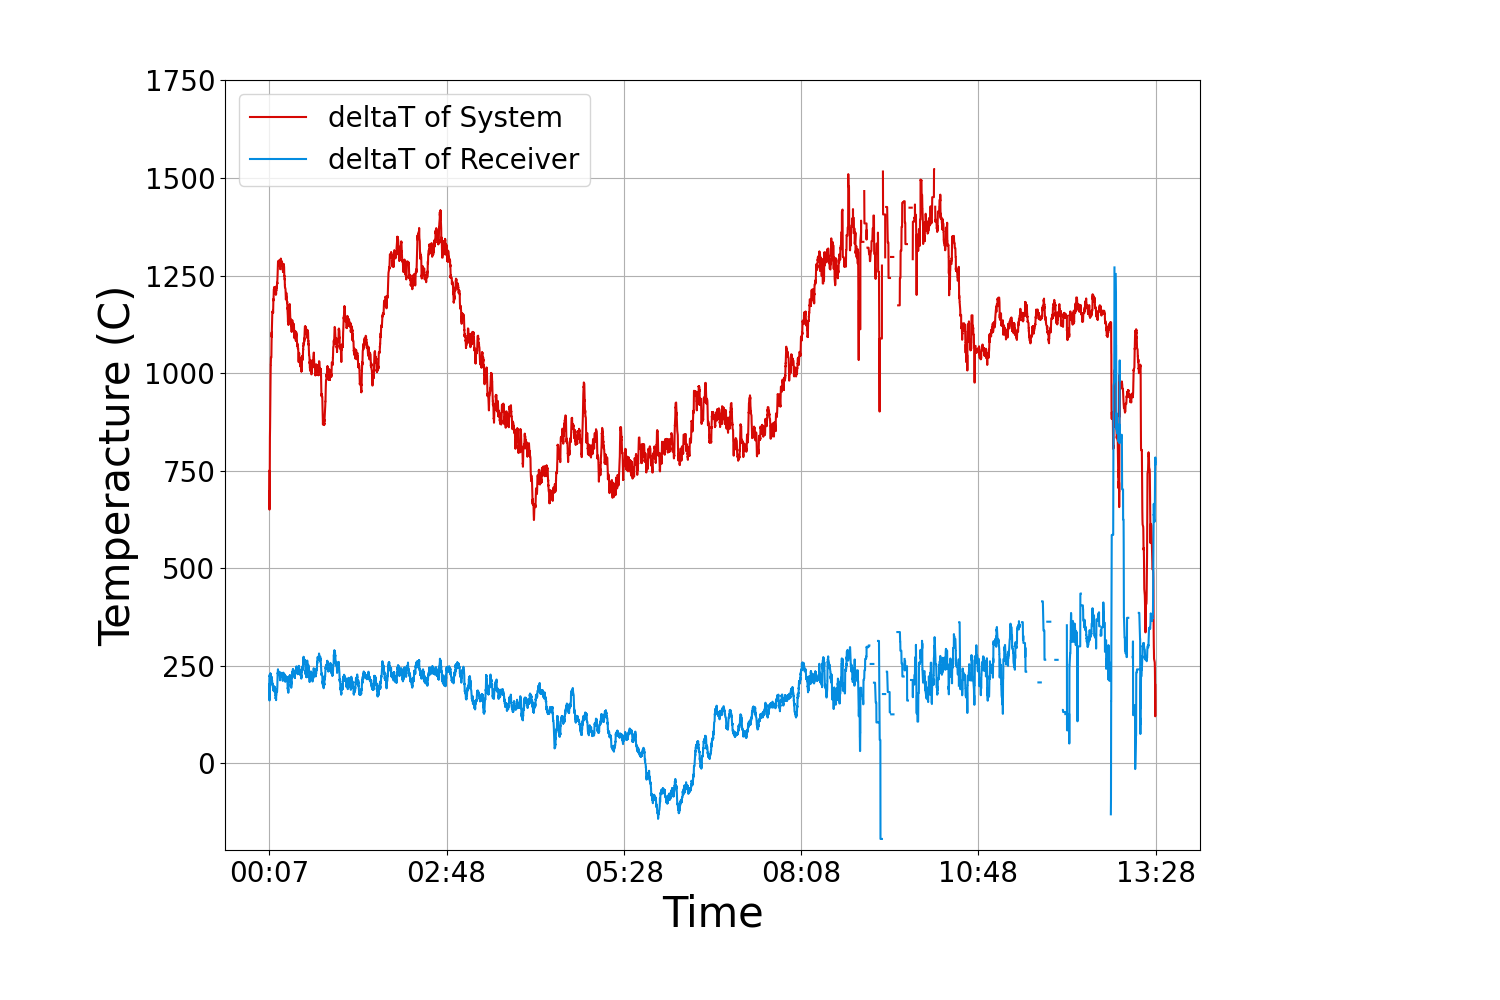 1750
1500
1250
1000
750
500
250
0
Temperacture (C)
deltaT of System
deltaT of Receiver
00:07 02:48 05:28 08:08 10:48 13:28
Time